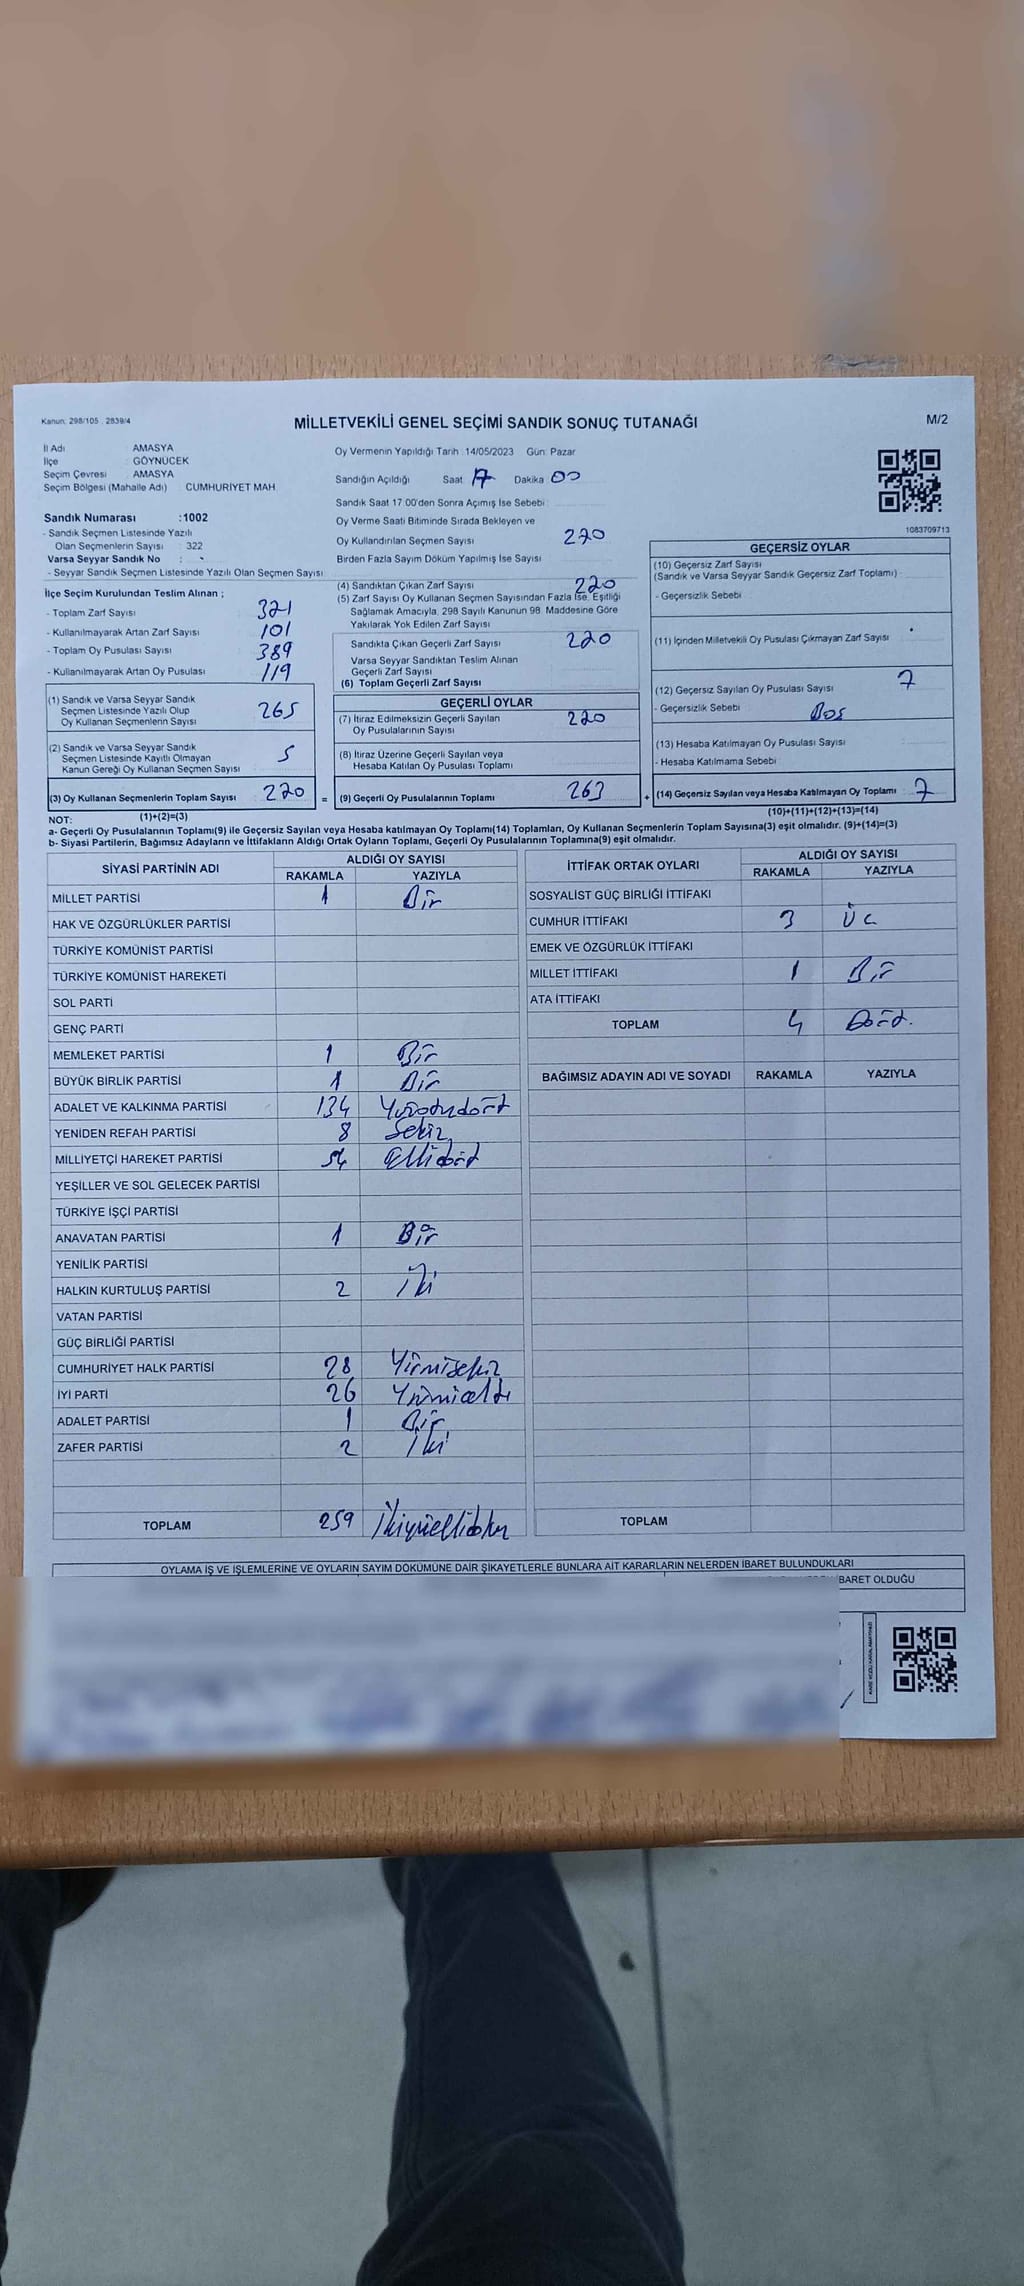 Kanun: 298/105 2839/4
MİLLETVEKİLİ GENEL SEÇİMİ SANDIK SONUÇ TUTANAĞI
M/2
İl Adı : AMASYA
İlçe : GÖYNÜCEK
Seçim Çevresi : AMASYA
Seçim Bölgesi (Mahalle Adı) CUMHURİYET MAH.
Oy Vermenin Yapıldığı Tarih :14/05/2023 Gün: Pazar
Sandığın Açıldığı Saat 17 Dakika 00
Sandık Saat 17:00'den Sonra Açımış İse Sebebi :
Oy Verme Saati Bitiminde Sırada Bekleyen ve
Oy Kullandırılan Seçmen Sayısı 270
Birden Fazla Sayım Döküm Yapılmış İse Sayısı
1083709713
Sandık Numarası :1002
- Sandık Seçmen Listesinde Yazılı
Olan Seçmenlerin Sayısı : 322
Varsa Seyyar Sandık No : -
- Seyyar Sandık Seçmen Listesinde Yazılı Olan Seçmen Sayısı:
İlçe Seçim Kurulundan Teslim Alınan ;
- Toplam Zarf Sayısı 321
- Kullanılmayarak Artan Zarf Sayısı 101
- Toplam Oy Pusulası Sayısı 389
- Kullanılmayarak Artan Oy Pusulası 119
(1) Sandık ve Varsa Seyyar Sandık
Seçmen Listesinde Yazılı Olup
Oy Kullanan Seçmenlerin Sayısı 265
(2) Sandık ve Varsa Seyyar Sandık
Seçmen Listesinde Kayıtlı Olmayan
Kanun Gereği Oy Kullanan Seçmen Sayısı 5
(3) Oy Kullanan Seçmenlerin Toplam Sayısı 270 =
(4) Sandıktan Çıkan Zarf Sayısı 270
(5) Zarf Sayısı Oy Kullanan Seçmen Sayısından Fazla İse, Eşitliği
Sağlamak Amacıyla, 298 Sayılı Kanunun 98. Maddesine Göre
Yakılarak Yok Edilen Zarf Sayısı
Sandıkta Çıkan Geçerli Zarf Sayısı 270
Varsa Seyyar Sandıktan Teslim Alınan
Geçerli Zarf Sayısı
(6) Toplam Geçerli Zarf Sayısı
GEÇERLİ OYLAR
(7) İtiraz Edilmeksizin Geçerli Sayılan
Oy Pusulalarının Sayısı 270
(8) İtiraz Üzerine Geçerli Sayılan veya
Hesaba Katılan Oy Pusulası Toplamı
(9) Geçerli Oy Pusulalarının Toplamı 263 +
GEÇERSİZ OYLAR
(10) Geçersiz Zarf Sayısı
(Sandık ve Varsa Seyyar Sandık Geçersiz Zarf Toplamı) :
- Geçersizlik Sebebi
(11) İçinden Milletvekili Oy Pusulası Çıkmayan Zarf Sayısı
(12) Geçersiz Sayılan Oy Pusulası Sayısı 7
- Geçersizlik Sebebi Boş
(13) Hesaba Katılmayan Oy Pusulası Sayısı
- Hesaba Katılmama Sebebi
(14) Geçersiz Sayılan veya Hesaba Katılmayan Oy Toplamı 7
NOT: (1)+(2)=(3)
(10)+(11)+(12)+(13)=(14)
a- Geçerli Oy Pusulalarının Toplamı(9) ile Geçersiz Sayılan veya Hesaba katılmayan Oy Toplamı(14) Toplamları, Oy Kullanan Seçmenlerin Toplam Sayısına(3) eşit olmalıdır. (9)+(14)=(3)
b- Siyasi Partilerin, Bağımsız Adayların ve İttifakların Aldığı Ortak Oyların Toplamı, Geçerli Oy Pusulalarının Toplamına(9) eşit olmalıdır.
SİYASİ PARTİNİN ADI ALDIĞI OY SAYISI
RAKAMLA YAZIYLA
MİLLET PARTİSİ 1 Bir
HAK VE ÖZGÜRLÜKLER PARTİSİ
TÜRKİYE KOMÜNİST PARTİSİ
TÜRKİYE KOMÜNİST HAREKETİ
SOL PARTİ
GENÇ PARTİ
MEMLEKET PARTİSİ 1 Bir
BÜYÜK BİRLİK PARTİSİ 1 Bir
ADALET VE KALKINMA PARTİSİ 134
YENİDEN REFAH PARTİSİ 8 Sekiz
MİLLİYETÇİ HAREKET PARTİSİ 54 Ellidört
YEŞİLLER VE SOL GELECEK PARTİSİ
TÜRKİYE İŞÇİ PARTİSİ
ANAVATAN PARTİSİ 1 Bir
YENİLİK PARTİSİ
HALKIN KURTULUŞ PARTİSİ 2 İki
VATAN PARTİSİ
GÜÇ BİRLİĞİ PARTİSİ
CUMHURİYET HALK PARTİSİ 28 Yirmisekiz
İYİ PARTİ 26 Yirmialtı
ADALET PARTİSİ 1 Bir
ZAFER PARTİSİ 2 İki
TOPLAM 259 İkiyüzellidokuz
İTTİFAK ORTAK OYLARI ALDIĞI OY SAYISI
RAKAMLA YAZIYLA
SOSYALİST GÜÇ BİRLİĞİ İTTİFAKI
CUMHUR İTTİFAKI 3 Üç
EMEK VE ÖZGÜRLÜK İTTİFAKI
MİLLET İTTİFAKI 1 Bir
ATA İTTİFAKI
TOPLAM 4 Dört.
BAĞIMSIZ ADAYIN ADI VE SOYADI RAKAMLA YAZIYLA
TOPLAM
OYLAMA İŞ VE İŞLEMLERİNE VE OYLARIN SAYIM DÖKÜMÜNE DAİR ŞİKAYETLERLE BUNLARA AİT KARARLARIN NELERDEN İBARET BULUNDUKLARI
BARET OLDUĞU